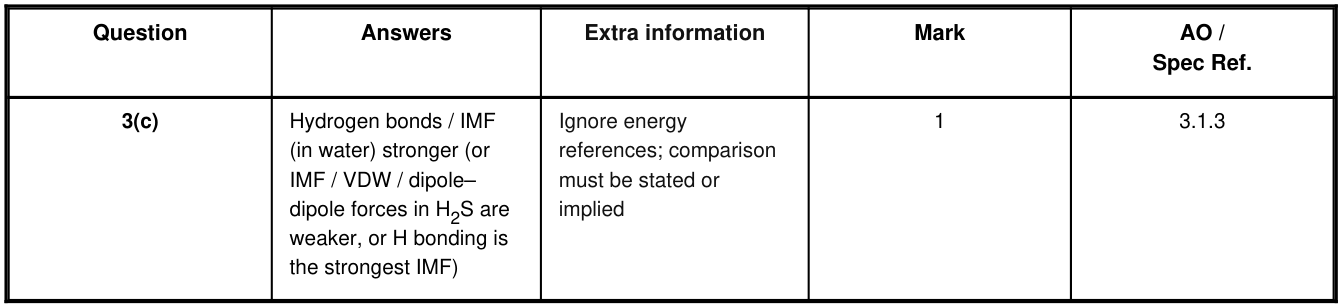 Question Answers Extra information Mark AO /
Spec Ref.
3(c) Hydrogen bonds / IMF Ignore energy 1 3.1.3
(in water) stronger (or references; comparison
IMF / VDW / dipole– must be stated or
dipole forces in H₂S are implied
weaker, or H bonding is
the strongest IMF)